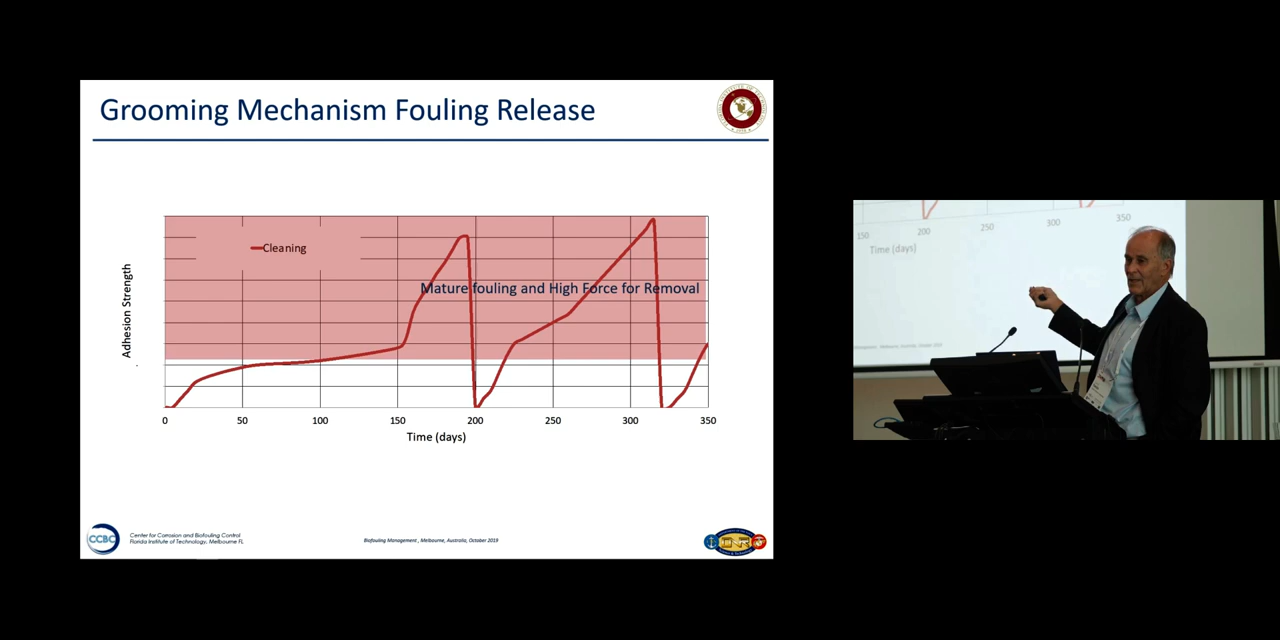 Grooming Mechanism Fouling Release
Cleaning
Mature fouling and High Force for Removal
Adhesion Strength
0 50 100 150 200 250 300 350
Time (days)
CCBC
Center for Corrosion and Biofouling Control
Florida Institute of Technology, Melbourne FL
Biofouling Management , Melbourne, Australia, October 2019
150 200 250 300 350
Time (days)